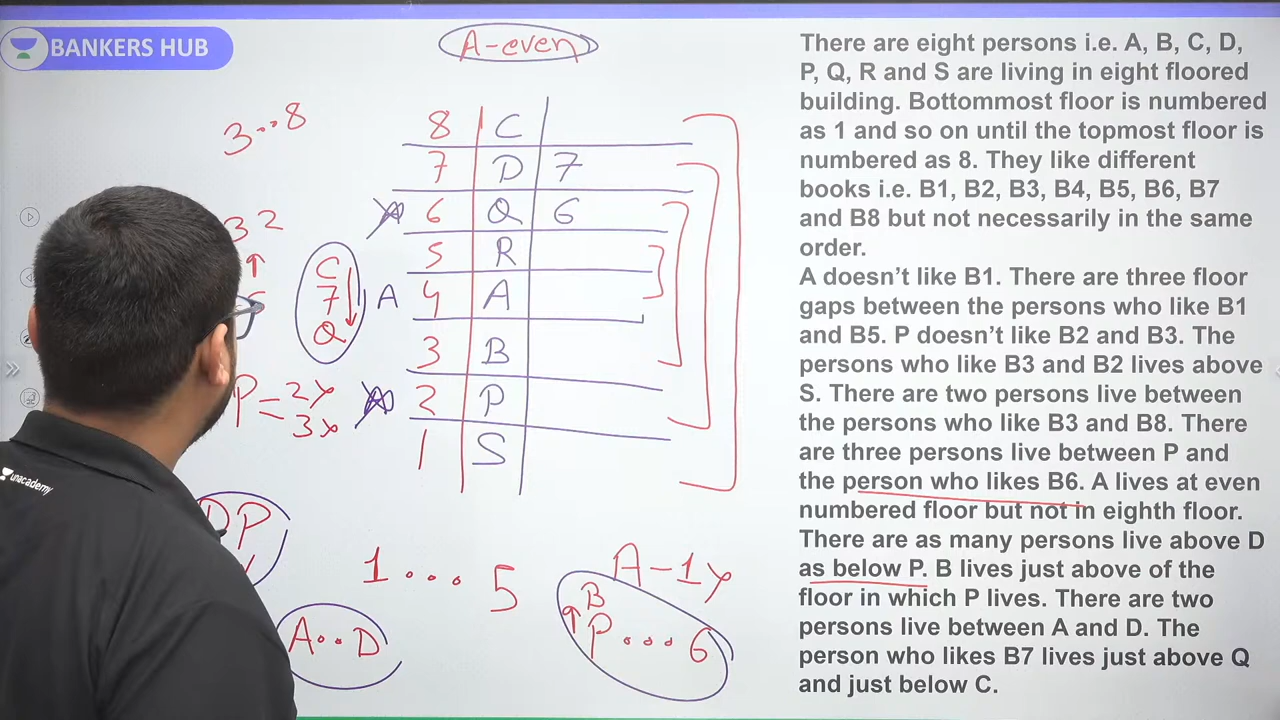 BANKERS HUB
A-even
3..8
8 C
7 D 7
6 Q 6
5 R
A 4 A
3 B
2 P
1 S
32
C
7
Q
P = 2x
3x
DP
1 ... 5
A-1x
B
P ... 6
A..D
unacademy
There are eight persons i.e. A, B, C, D,
P, Q, R and S are living in eight floored
building. Bottommost floor is numbered
as 1 and so on until the topmost floor is
numbered as 8. They like different
books i.e. B1, B2, B3, B4, B5, B6, B7
and B8 but not necessarily in the same
order.
A doesn’t like B1. There are three floor
gaps between the persons who like B1
and B5. P doesn’t like B2 and B3. The
persons who like B3 and B2 lives above
S. There are two persons live between
the persons who like B3 and B8. There
are three persons live between P and
the person who likes B6. A lives at even
numbered floor but not in eighth floor.
There are as many persons live above D
as below P. B lives just above of the
floor in which P lives. There are two
persons live between A and D. The
person who likes B7 lives just above Q
and just below C.